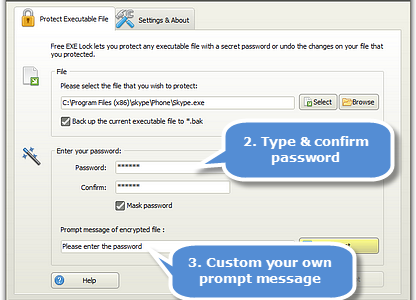 Protect Executable File
Settings & About
Free EXE Lock lets you protect any executable file with a secret password or undo the changes on your file that
you protected.
File
Please select the file that you wish to protect:
C:\Program Files (x86)\skype\Phone\Skype.exe
Select
Browse
Back up the current executable file to *.bak
2. Type & confirm
password
Enter your password:
Password:
******
Confirm:
******
Mask password
Prompt message of encrypted file :
Please enter the password
3. Custom your own
prompt message
Help